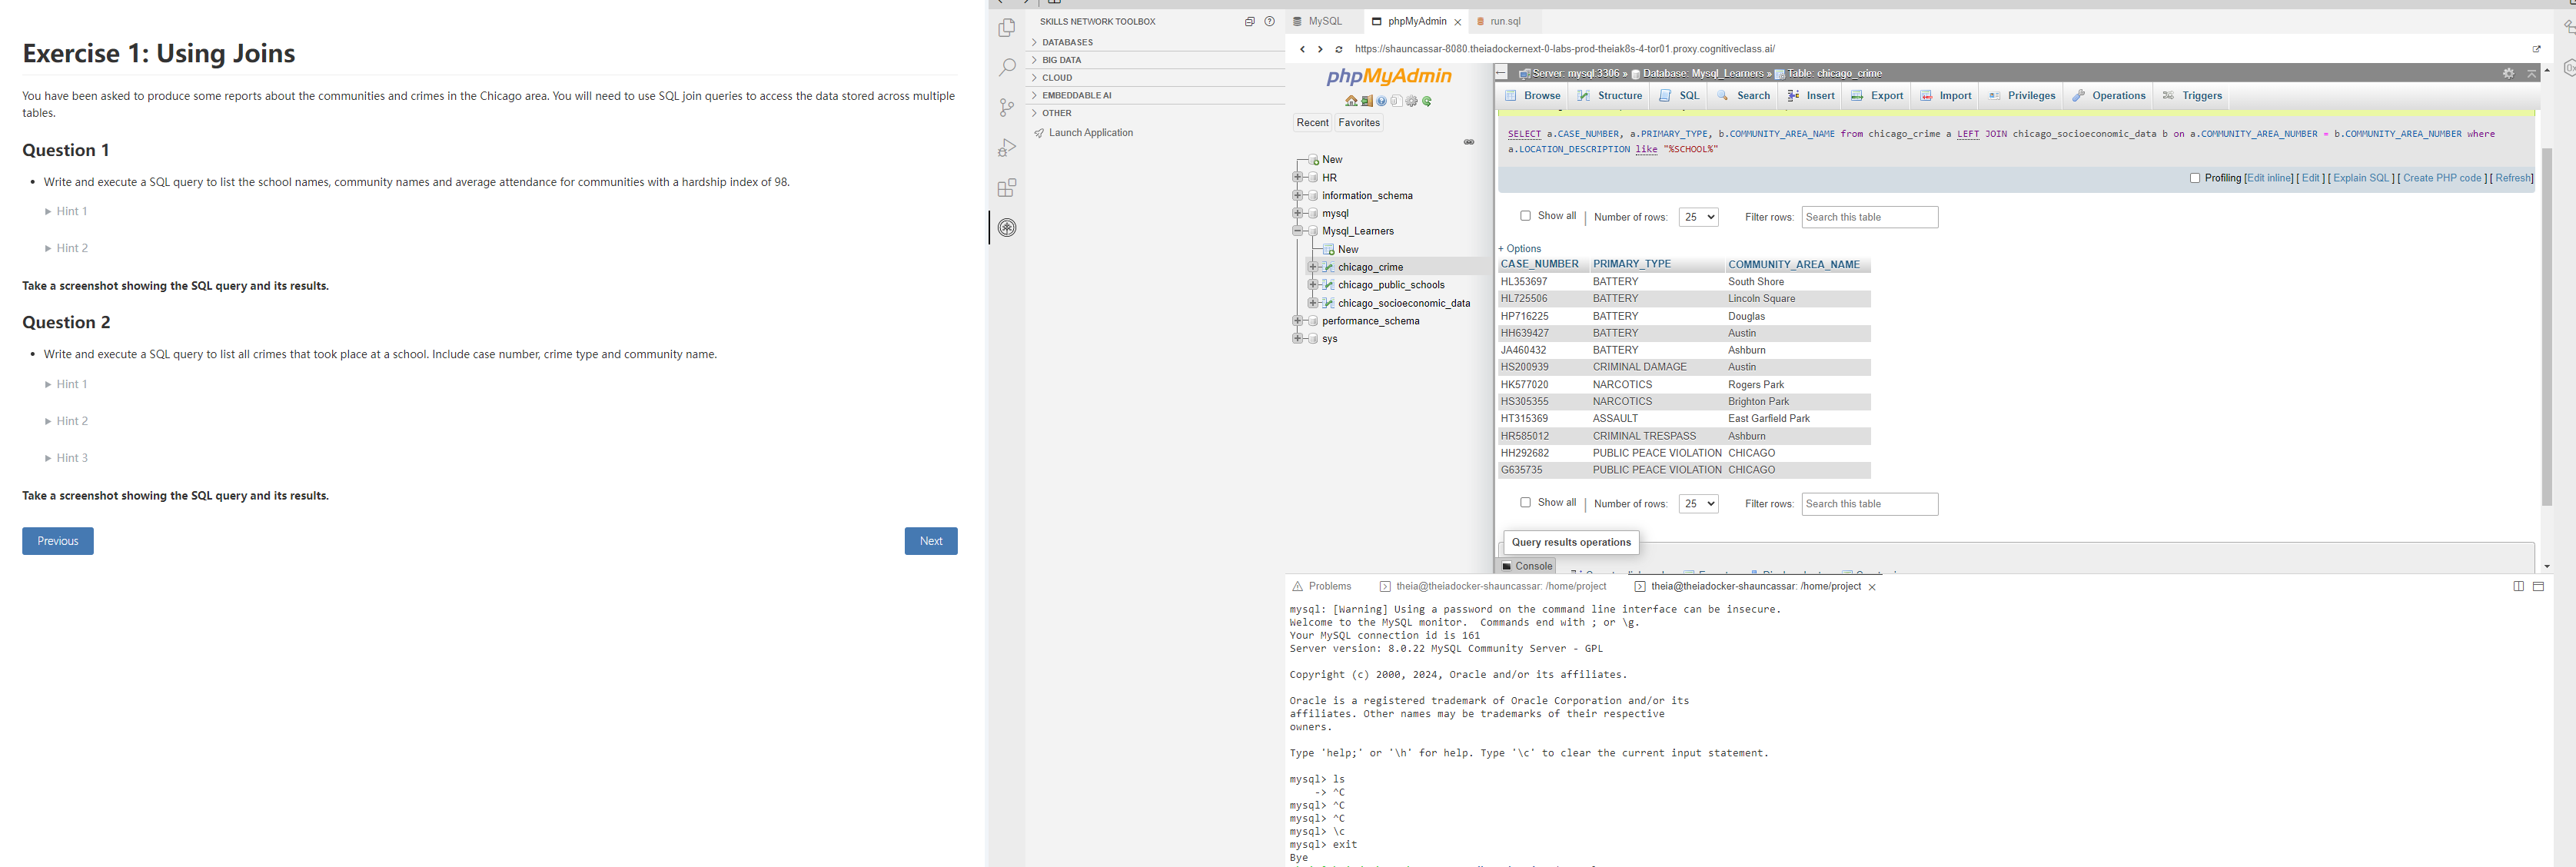 Exercise 1: Using Joins
You have been asked to produce some reports about the communities and crimes in the Chicago area. You will need to use SQL join queries to access the data stored across multiple
tables.
Question 1
• Write and execute a SQL query to list the school names, community names and average attendance for communities with a hardship index of 98.
Hint 1
Hint 2
Take a screenshot showing the SQL query and its results.
Question 2
• Write and execute a SQL query to list all crimes that took place at a school. Include case number, crime type and community name.
Hint 1
Hint 2
Hint 3
Take a screenshot showing the SQL query and its results.
Previous
Next
SKILLS NETWORK TOOLBOX
DATABASES
BIG DATA
CLOUD
EMBEDDABLE AI
OTHER
Launch Application
MySQL
phpMyAdmin
run.sql
https://shauncassar-8080.theiadockernext-0-labs-prod-theiak8s-4-tor01.proxy.cognitiveclass.ai/
phpMyAdmin
Recent
Favorites
New
HR
information_schema
mysql
Mysql_Learners
New
chicago_crime
chicago_public_schools
chicago_socioeconomic_data
performance_schema
sys
Server: mysql:3306 » Database: Mysql_Learners » Table: chicago_crime
Browse Structure SQL Search Insert Export Import Privileges Operations Triggers
SELECT a.CASE_NUMBER, a.PRIMARY_TYPE, b.COMMUNITY_AREA_NAME from chicago_crime a LEFT JOIN chicago_socioeconomic_data b on a.COMMUNITY_AREA_NUMBER = b.COMMUNITY_AREA_NUMBER where
a.LOCATION_DESCRIPTION like "%SCHOOL%"
Profiling [Edit inline] [ Edit ] [ Explain SQL ] [ Create PHP code ] [ Refresh]
Show all | Number of rows: 25 Filter rows: Search this table
+ Options
CASE_NUMBER PRIMARY_TYPE COMMUNITY_AREA_NAME
HL353697 BATTERY South Shore
HL725506 BATTERY Lincoln Square
HP716225 BATTERY Douglas
HH639427 BATTERY Austin
JA460432 BATTERY Ashburn
HS200939 CRIMINAL DAMAGE Austin
HK577020 NARCOTICS Rogers Park
HS305355 NARCOTICS Brighton Park
HT315369 ASSAULT East Garfield Park
HR585012 CRIMINAL TRESPASS Ashburn
HH292682 PUBLIC PEACE VIOLATION CHICAGO
G635735 PUBLIC PEACE VIOLATION CHICAGO
Show all | Number of rows: 25 Filter rows: Search this table
Query results operations
Console
Problems
theia@theiadocker-shauncassar: /home/project
theia@theiadocker-shauncassar: /home/project
mysql: [Warning] Using a password on the command line interface can be insecure.
Welcome to the MySQL monitor.  Commands end with ; or \g.
Your MySQL connection id is 161
Server version: 8.0.22 MySQL Community Server - GPL
Copyright (c) 2000, 2024, Oracle and/or its affiliates.
Oracle is a registered trademark of Oracle Corporation and/or its
affiliates. Other names may be trademarks of their respective
owners.
Type 'help;' or '\h' for help. Type '\c' to clear the current input statement.
mysql> ls
-> ^C
mysql> ^C
mysql> ^C
mysql> \c
mysql> exit
Bye